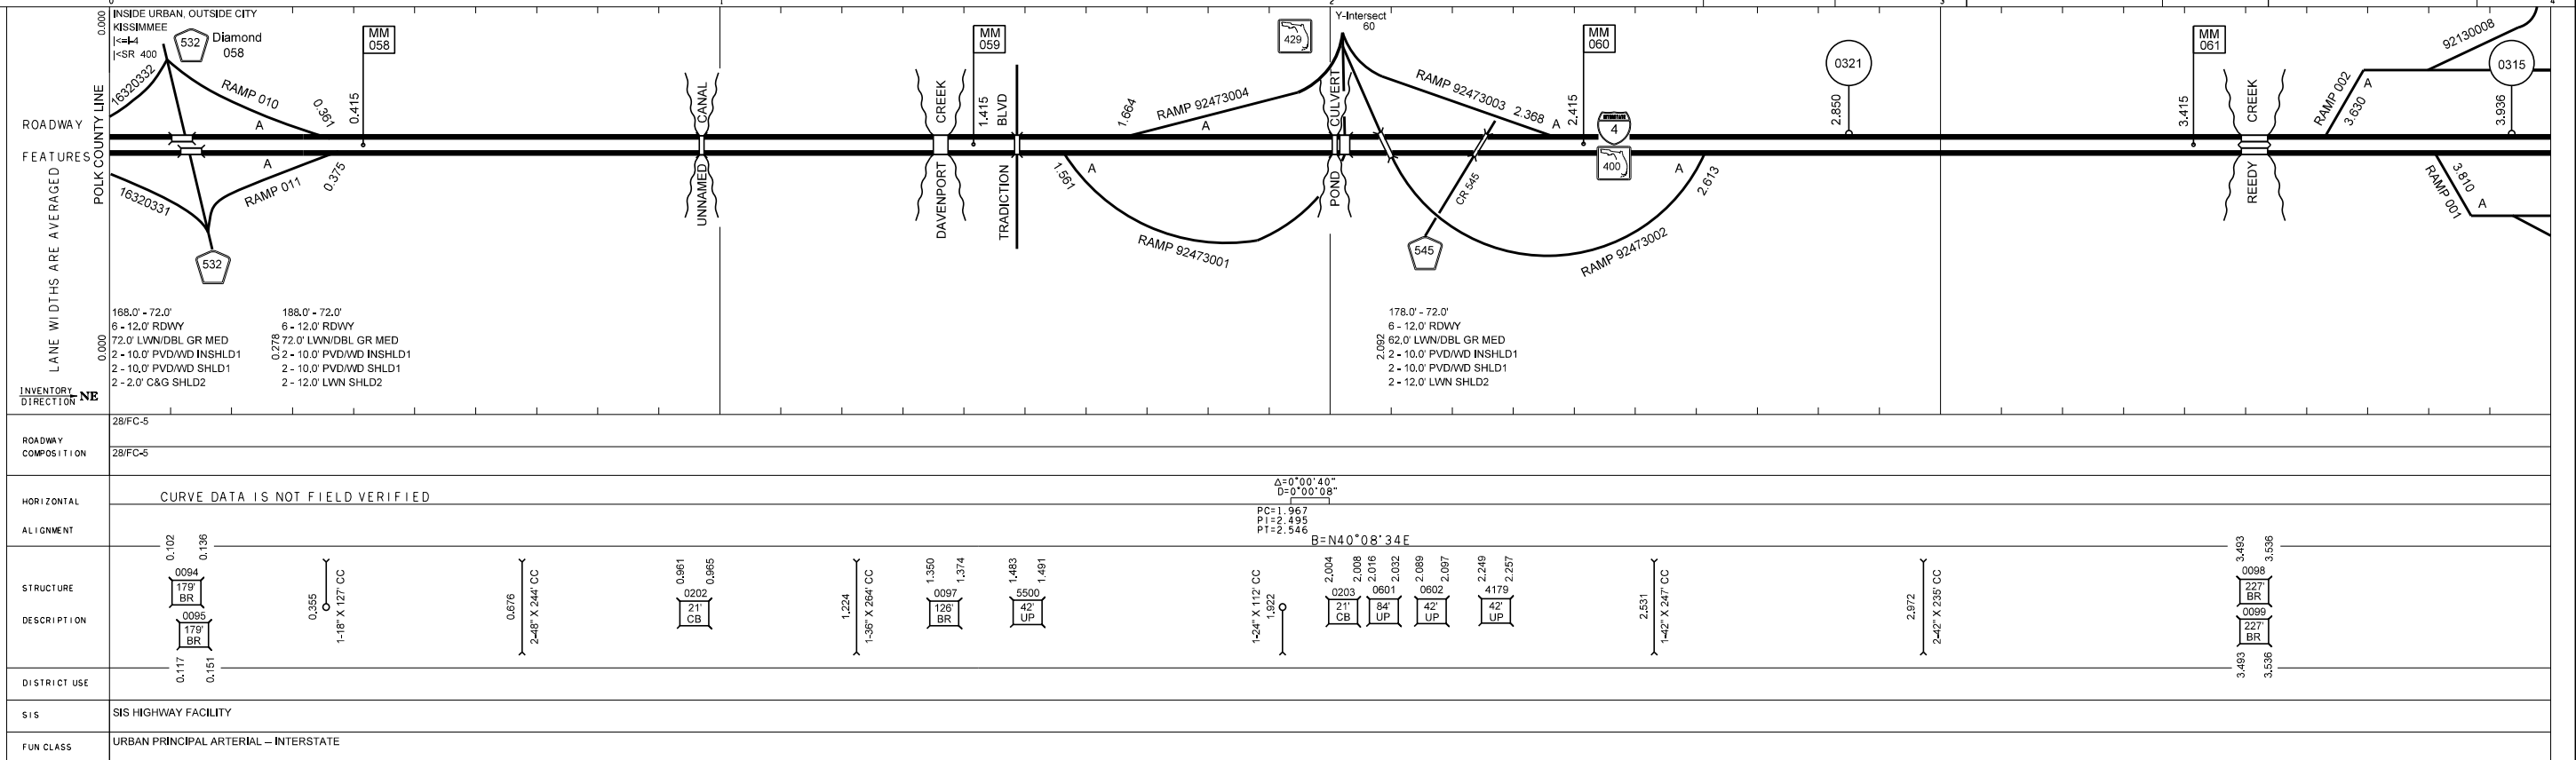 0 1 2 3 4
0.000
INSIDE URBAN, OUTSIDE CITY
KISSIMMEE
|<=I-4
|<SR 400
532
Diamond
058
16320332
RAMP 010
A
0.361
0.415
MM
058
CANAL
CREEK
MM
059
1.415
BLVD
1.664
RAMP 92473004
A
429
Y-Intersect
60
CULVERT
RAMP 92473003
2.368
A
2.415
MM
060
INTERSTATE
4
400
0321
2.850
MM
061
3.415
CREEK
RAMP 002
3.630
A
92130008
0315
3.936
ROADWAY
FEATURES
POLK COUNTY LINE
LANE WIDTHS ARE AVERAGED
16320331
A
RAMP 011
0.375
532
UNNAMED
DAVENPORT
TRADICTION
1.561
A
RAMP 92473001
POND
CR 545
545
RAMP 92473002
A
2.613
REEDY
3.810
RAMP 001
A
0.000
168.0' - 72.0'
6 - 12.0' RDWY
72.0' LWN/DBL GR MED
2 - 10.0' PVD/WD INSHLD1
2 - 10.0' PVD/WD SHLD1
2 - 2.0' C&G SHLD2
0.278
188.0' - 72.0'
6 - 12.0' RDWY
72.0' LWN/DBL GR MED
2 - 10.0' PVD/WD INSHLD1
2 - 10.0' PVD/WD SHLD1
2 - 12.0' LWN SHLD2
2.092
178.0' - 72.0'
6 - 12.0' RDWY
62.0' LWN/DBL GR MED
2 - 10.0' PVD/WD INSHLD1
2 - 10.0' PVD/WD SHLD1
2 - 12.0' LWN SHLD2
INVENTORY
DIRECTION NE
ROADWAY
COMPOSITION
28/FC-5
28/FC-5
HORIZONTAL
ALIGNMENT
CURVE DATA IS NOT FIELD VERIFIED
Δ=0°00'40"
D=0°00'08"
PC=1.967
PI=2.495
PT=2.546
B=N40°08'34E
STRUCTURE
DESCRIPTION
0.102
0.136
0094
179'
BR
0095
179'
BR
0.117
0.151
0.355
1-18" X 127' CC
0.676
2-48" X 244' CC
0.961
0.965
0202
21'
CB
1.224
1-36" X 264' CC
1.350
1.374
0097
126'
BR
1.483
1.491
5500
42'
UP
1-24" X 112' CC
1.922
2.004
2.008
0203
21'
CB
2.016
2.032
0601
84'
UP
2.089
2.097
0602
42'
UP
2.249
2.257
4179
42'
UP
2.531
1-42" X 247' CC
2.972
2-42" X 235' CC
3.493
3.536
0098
227'
BR
0099
227'
BR
3.493
3.536
DISTRICT USE
SIS
SIS HIGHWAY FACILITY
FUN CLASS
URBAN PRINCIPAL ARTERIAL – INTERSTATE